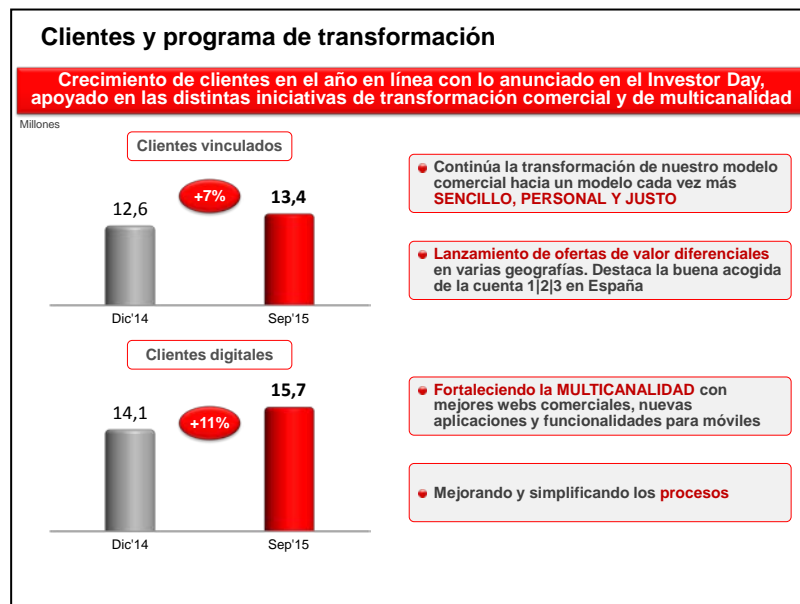 Clientes y programa de transformación
Crecimiento de clientes en el año en línea con lo anunciado en el Investor Day,
apoyado en las distintas iniciativas de transformación comercial y de multicanalidad
Millones
Clientes vinculados
12,6
+7%
13,4
Dic'14
Sep'15
Continúa la transformación de nuestro modelo
comercial hacia un modelo cada vez más
SENCILLO, PERSONAL Y JUSTO
Lanzamiento de ofertas de valor diferenciales
en varias geografías. Destaca la buena acogida
de la cuenta 1|2|3 en España
Clientes digitales
14,1
+11%
15,7
Dic'14
Sep'15
Fortaleciendo la MULTICANALIDAD con
mejores webs comerciales, nuevas
aplicaciones y funcionalidades para móviles
Mejorando y simplificando los procesos